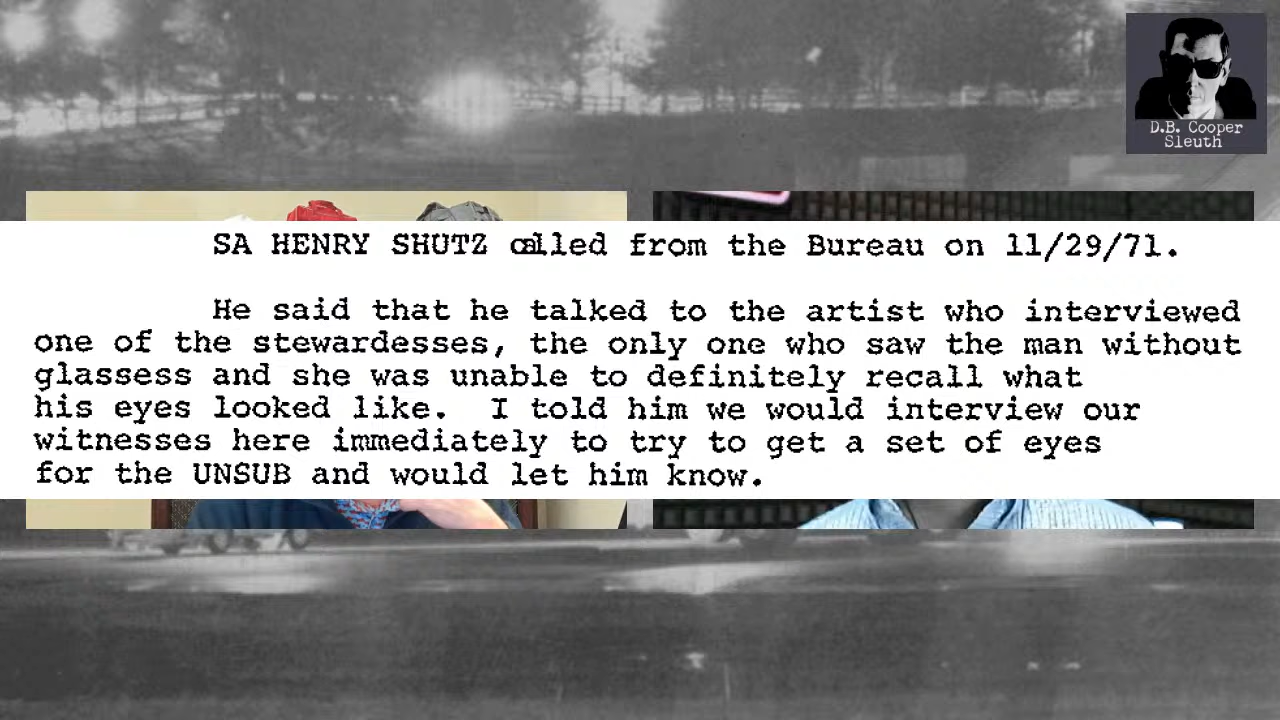 D.B. Cooper
Sleuth
SA HENRY SHUTZ called from the Bureau on 11/29/71.
He said that he talked to the artist who interviewed
one of the stewardesses, the only one who saw the man without
glassess and she was unable to definitely recall what
his eyes looked like. I told him we would interview our
witnesses here immediately to try to get a set of eyes
for the UNSUB and would let him know.